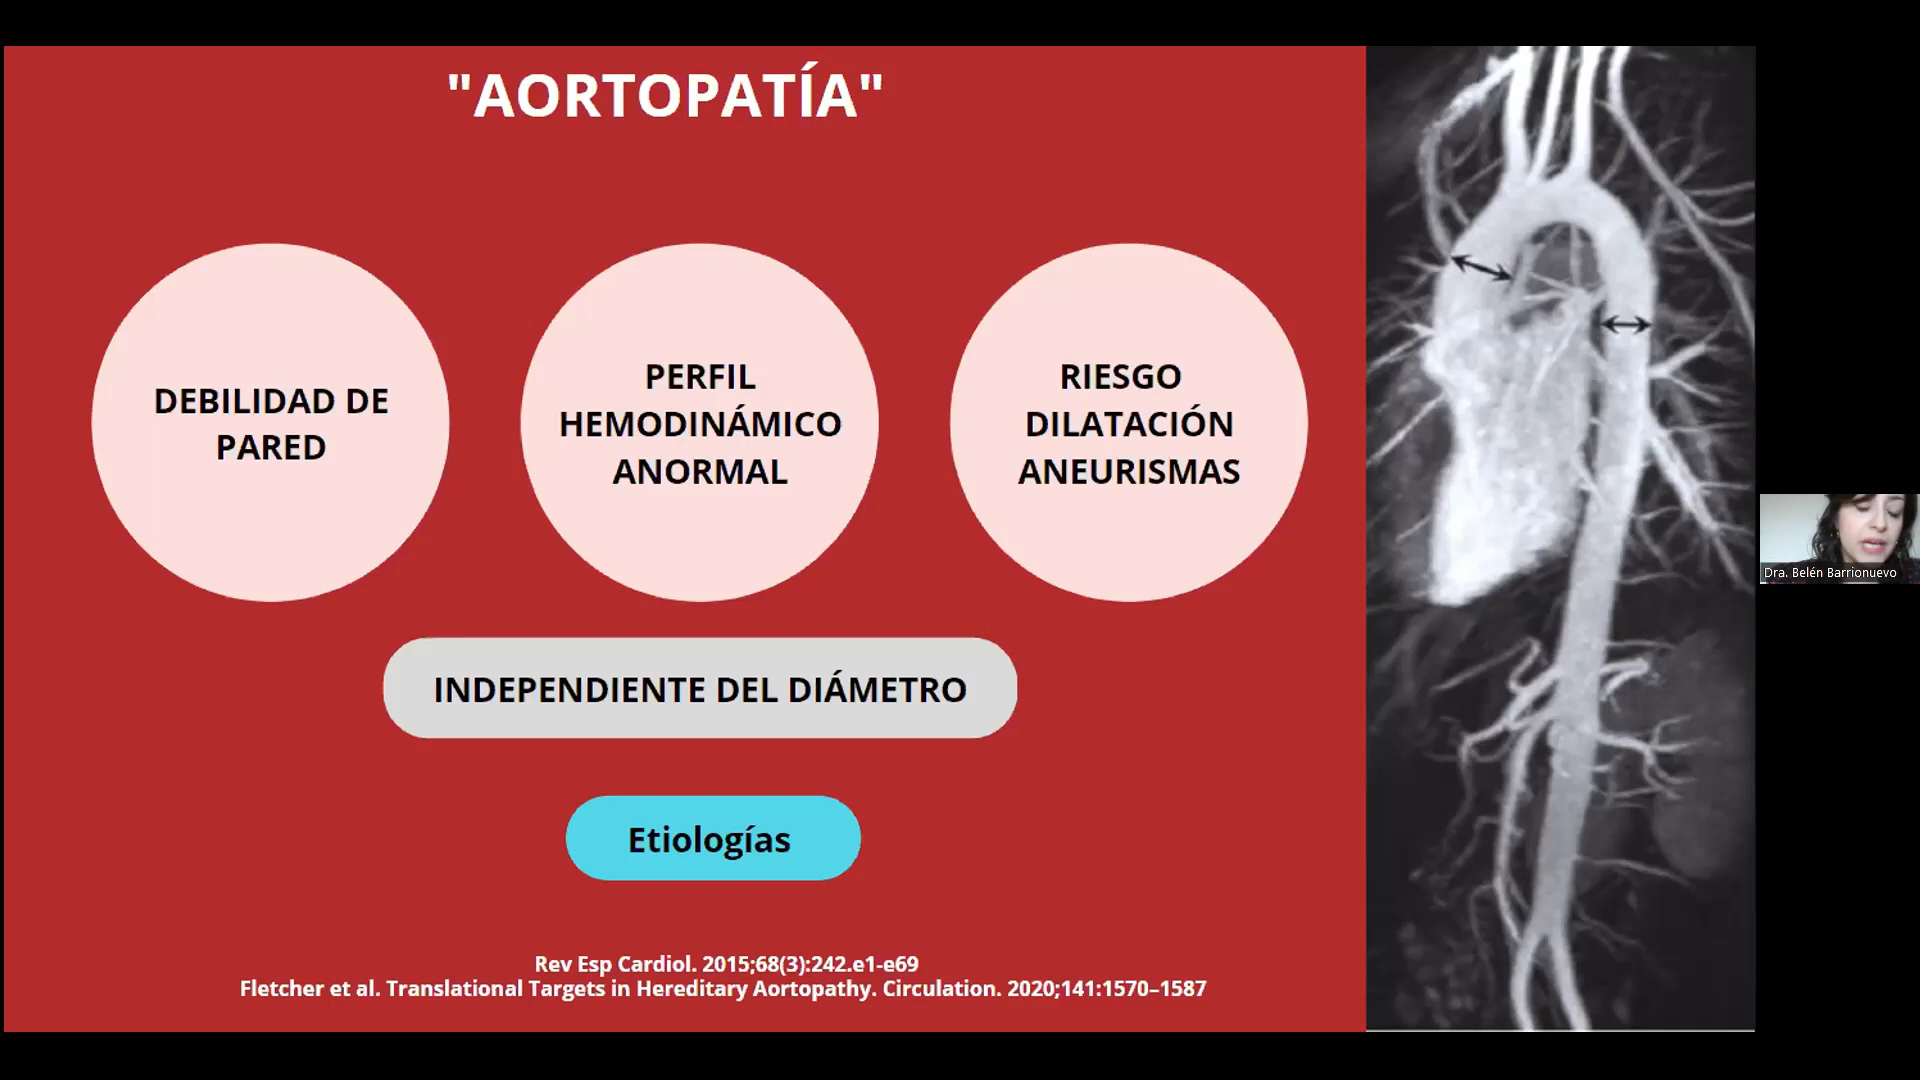 "AORTOPATÍA"
DEBILIDAD DE
PARED
PERFIL
HEMODINÁMICO
ANORMAL
RIESGO
DILATACIÓN
ANEURISMAS
INDEPENDIENTE DEL DIÁMETRO
Etiologías
Rev Esp Cardiol. 2015;68(3):242.e1-e69
Fletcher et al. Translational Targets in Hereditary Aortopathy. Circulation. 2020;141:1570–1587
Dra. Belén Barrionuevo